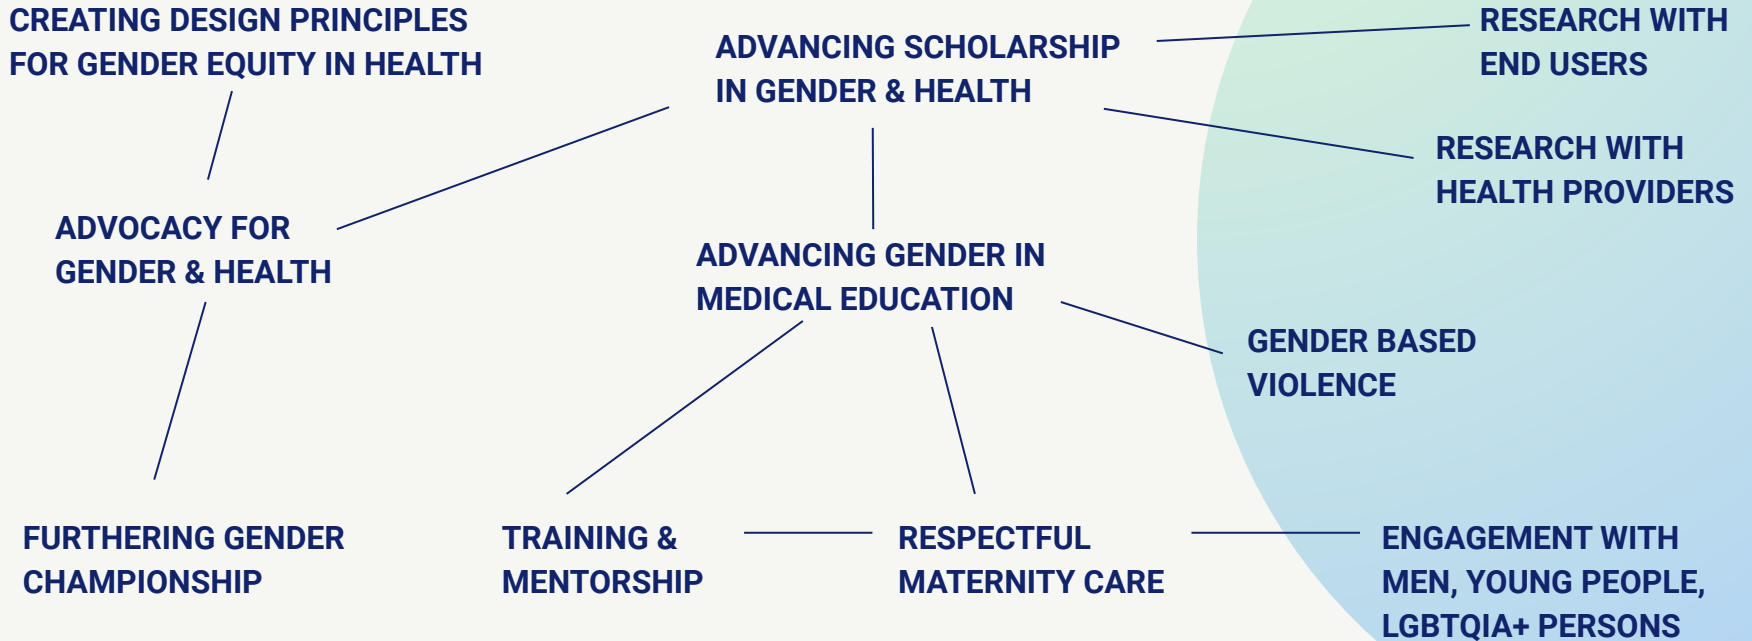 CREATING DESIGN PRINCIPLES
FOR GENDER EQUITY IN HEALTH
ADVANCING SCHOLARSHIP
IN GENDER & HEALTH
RESEARCH WITH
END USERS
RESEARCH WITH
HEALTH PROVIDERS
ADVOCACY FOR
GENDER & HEALTH
ADVANCING GENDER IN
MEDICAL EDUCATION
GENDER BASED
VIOLENCE
FURTHERING GENDER
CHAMPIONSHIP
TRAINING &
MENTORSHIP
RESPECTFUL
MATERNITY CARE
ENGAGEMENT WITH
MEN, YOUNG PEOPLE,
LGBTQIA+ PERSONS